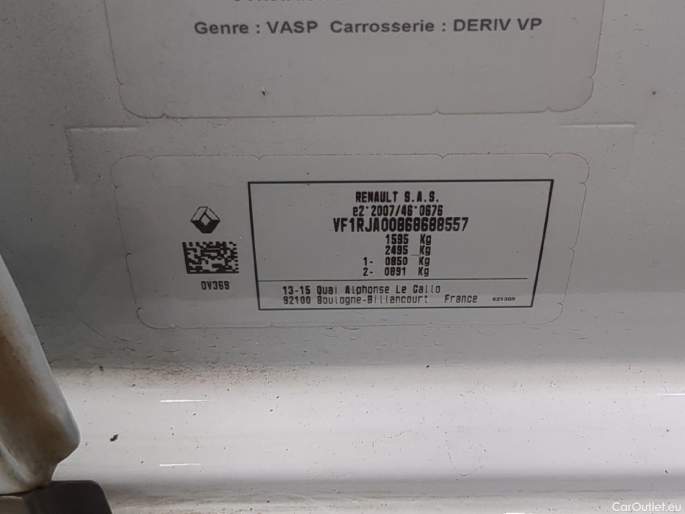 Genre : VASP Carrosserie : DERIV VP
RENAULT S.A.S.
e2*2007/46*0676
VF1RJA00868688557
1595 Kg
2495 Kg
1- 0850 Kg
2- 0891 Kg
0V369
13-15 Quai Alphonse Le Gallo
92100 Boulogne-Billancourt France
CarOutlet.eu